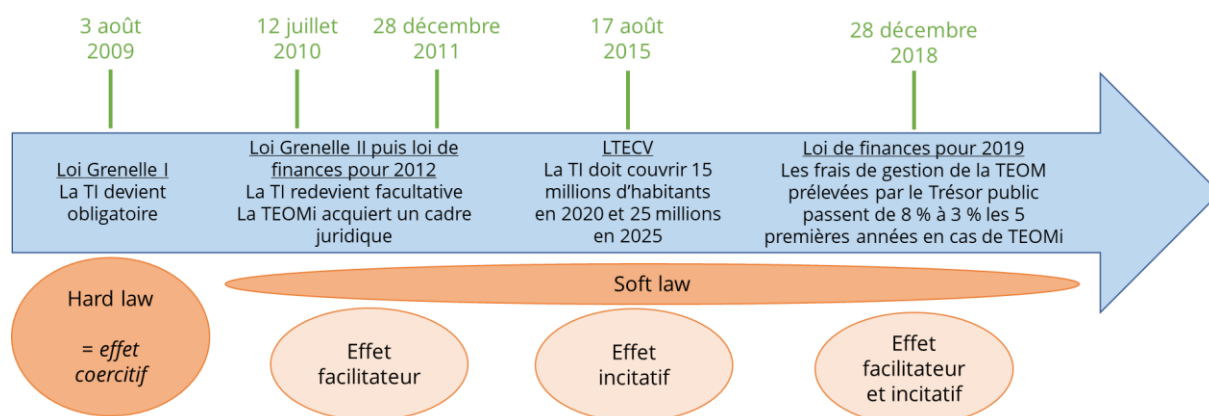 3 août
2009
12 juillet
2010
28 décembre
2011
17 août
2015
28 décembre
2018
Loi Grenelle I
La TI devient
obligatoire
Loi Grenelle II puis loi de
finances pour 2012
La TI redevient facultative
La TEOMi acquiert un cadre
juridique
LTECV
La TI doit couvrir 15
millions d’habitants
en 2020 et 25 millions
en 2025
Loi de finances pour 2019
Les frais de gestion de la TEOM
prélevées par le Trésor public
passent de 8 % à 3 % les 5
premières années en cas de TEOMi
Hard law
= effet
coercitif
Soft law
Effet
facilitateur
Effet
incitatif
Effet
facilitateur
et incitatif